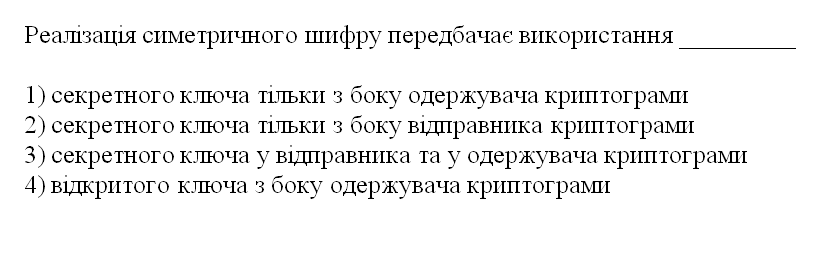 Реалізація симетричного шифру передбачає використання _________
1) секретного ключа тільки з боку одержувача криптограми
2) секретного ключа тільки з боку відправника криптограми
3) секретного ключа у відправника та у одержувача криптограми
4) відкритого ключа з боку одержувача криптограми